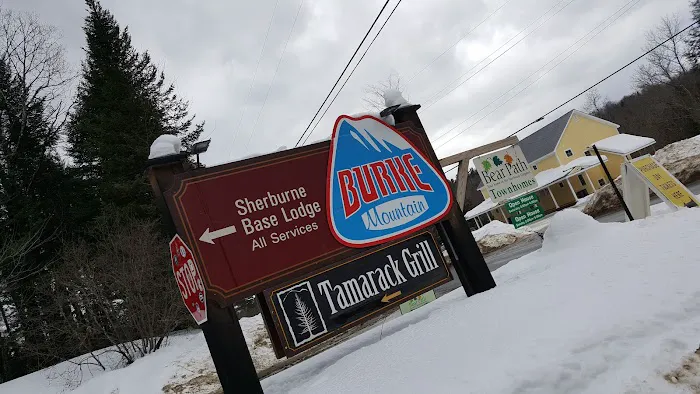 Sherburne
Base Lodge
All Services
BURKE
Mountain
Tamarack Grill
STOP
Bear Path
Townhomes
Open House